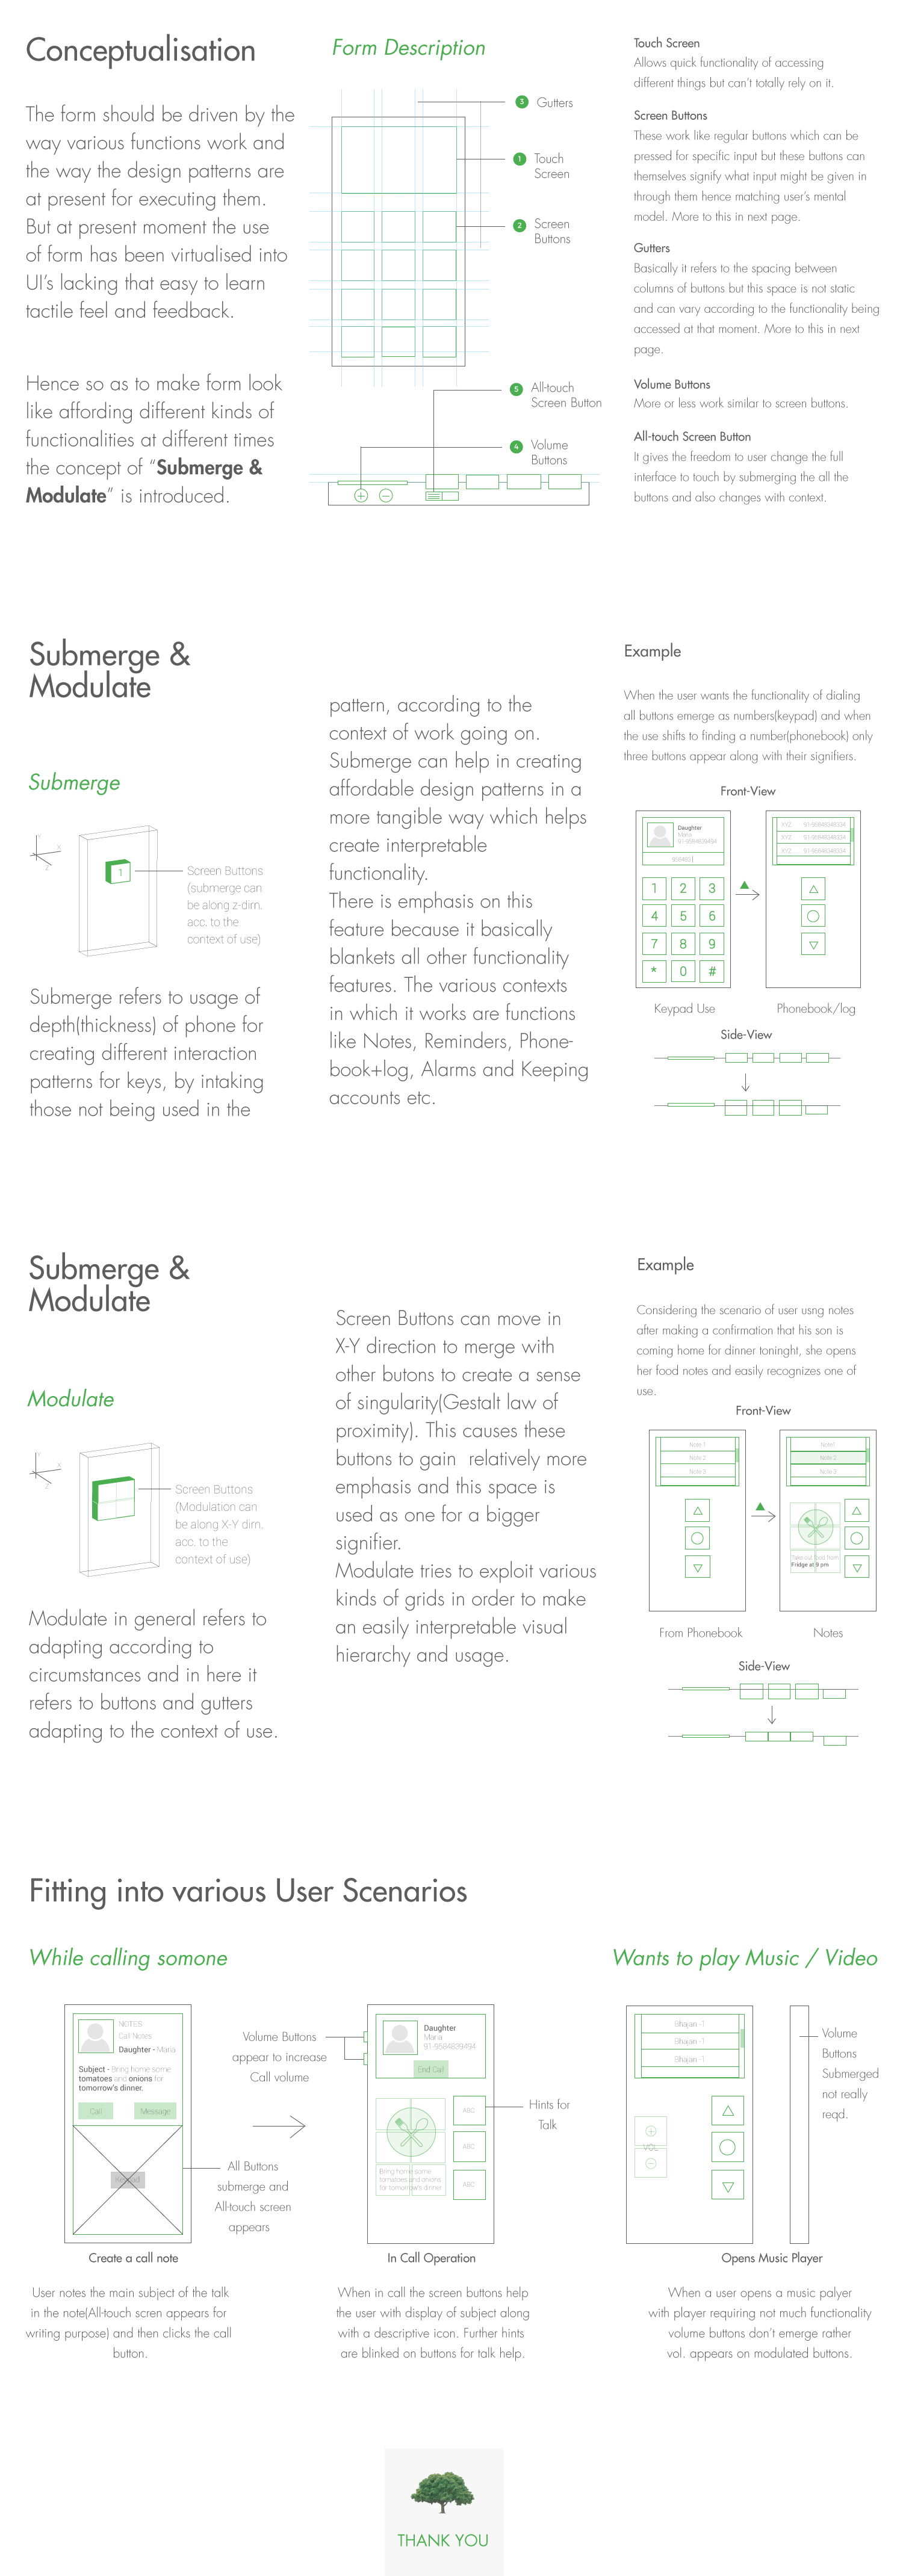 Conceptualisation
The form should be driven by the
way various functions work and
the way the design patterns are
at present for executing them.
But at present moment the use
of form has been virtualised into
UI's lacking that easy to learn
tactile feel and feedback.
Hence so as to make form look
like affording different kinds of
functionalities at different times
the concept of "Submerge &
Modulate" is introduced.
Form Description
3 Gutters
1 Touch
Screen
2 Screen
Buttons
5 All-touch
Screen Button
4 Volume
Buttons
Touch Screen
Allows quick functionality of accessing
different things but can't totally rely on it.
Screen Buttons
These work like regular buttons which can be
pressed for specific input but these buttons can
themselves signify what input might be given in
through them hence matching user's mental
model. More to this in next page.
Gutters
Basically it refers to the spacing between
columns of buttons but this space is not static
and can vary according to the functionality being
accessed at that moment. More to this in next
page.
Volume Buttons
More or less work similar to screen buttons.
All-touch Screen Button
It gives the freedom to user change the full
interface to touch by submerging the all the
buttons and also changes with context.
Submerge &
Modulate
Submerge
Y
X
Z
1
Screen Buttons
(submerge can
be along z-dirn.
acc. to the
context of use)
Submerge refers to usage of
depth(thickness) of phone for
creating different interaction
patterns for keys, by intaking
those not being used in the
pattern, according to the
context of work going on.
Submerge can help in creating
affordable design patterns in a
more tangible way which helps
create interpretable
functionality.
There is emphasis on this
feature because it basically
blankets all other functionality
features. The various contexts
in which it works are functions
like Notes, Reminders, Phone-
book+log, Alarms and Keeping
accounts etc.
Example
When the user wants the functionality of dialing
all buttons emerge as numbers(keypad) and when
the use shifts to finding a number(phonebook) only
three buttons appear along with their signifiers.
Front-View
Daughter
Maria
91-9584839494
1 2 3
4 5 6
7 8 9
* 0 #
XYZ
XYZ
XYZ
Keypad Use
Phonebook/log
Side-View
Submerge &
Modulate
Modulate
Y
X
Z
Screen Buttons
(Modulation can
be along X-Y dirn.
acc. to the
context of use)
Modulate in general refers to
adapting according to
circumstances and in here it
refers to buttons and gutters
adapting to the context of use.
Screen Buttons can move in
X-Y direction to merge with
other butons to create a sense
of singularity(Gestalt law of
proximity). This causes these
buttons to gain relatively more
emphasis and this space is
used as one for a bigger
signifier.
Modulate tries to exploit various
kinds of grids in order to make
an easily interpretable visual
hierarchy and usage.
Example
Considering the scenario of user usng notes
after making a confirmation that his son is
coming home for dinner toninght, she opens
her food notes and easily recognizes one of
use.
Front-View
Note 1
Note 2
Note 3
Note1
Note 2
Note 3
Take out food from
Fridge at 9 pm
From Phonebook
Notes
Side-View
Fitting into various User Scenarios
While calling somone
NOTES
Call Notes
Daughter - Maria
Subject - Bring home some
tomatoes and onions for
tomorrow's dinner.
Call
Message
Keypad
All Buttons
submerge and
All-touch screen
appears
Create a call note
User notes the main subject of the talk
in the note(All-touch scren appears for
writing purpose) and then clicks the call
button.
Volume Buttons
appear to increase
Call volume
Daughter
Maria
91-9584839494
End Call
ABC
ABC
ABC
Bring home some
tomatoes and onions
for tomorrow's dinner
Hints for
Talk
In Call Operation
When in call the screen buttons help
the user with display of subject along
with a descriptive icon. Further hints
are blinked on buttons for talk help.
Wants to play Music / Video
Bhajan -1
Bhajan -1
Bhajan -1
VOL
Volume
Buttons
Submerged
not really
reqd.
Opens Music Player
When a user opens a music palyer
with player requiring not much functionality
volume buttons don't emerge rather
vol. appears on modulated buttons.
THANK YOU